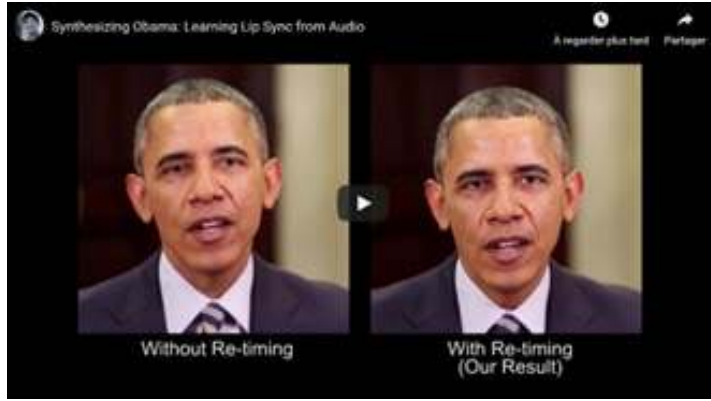 Synthesizing Obama: Learning Lip Sync from Audio
À regarder plus tard
Partager
Without Re-timing
With Re-timing
(Our Result)